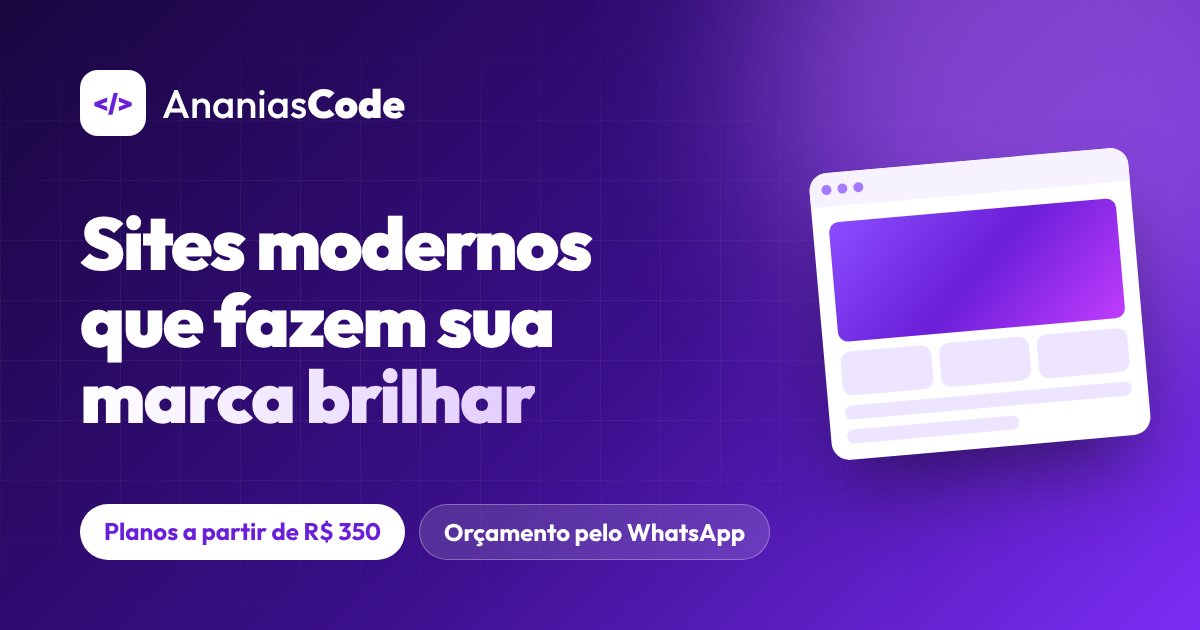 </>
AnaniasCode
Sites modernos
que fazem sua
marca brilhar
Planos a partir de R$ 350
Orçamento pelo WhatsApp